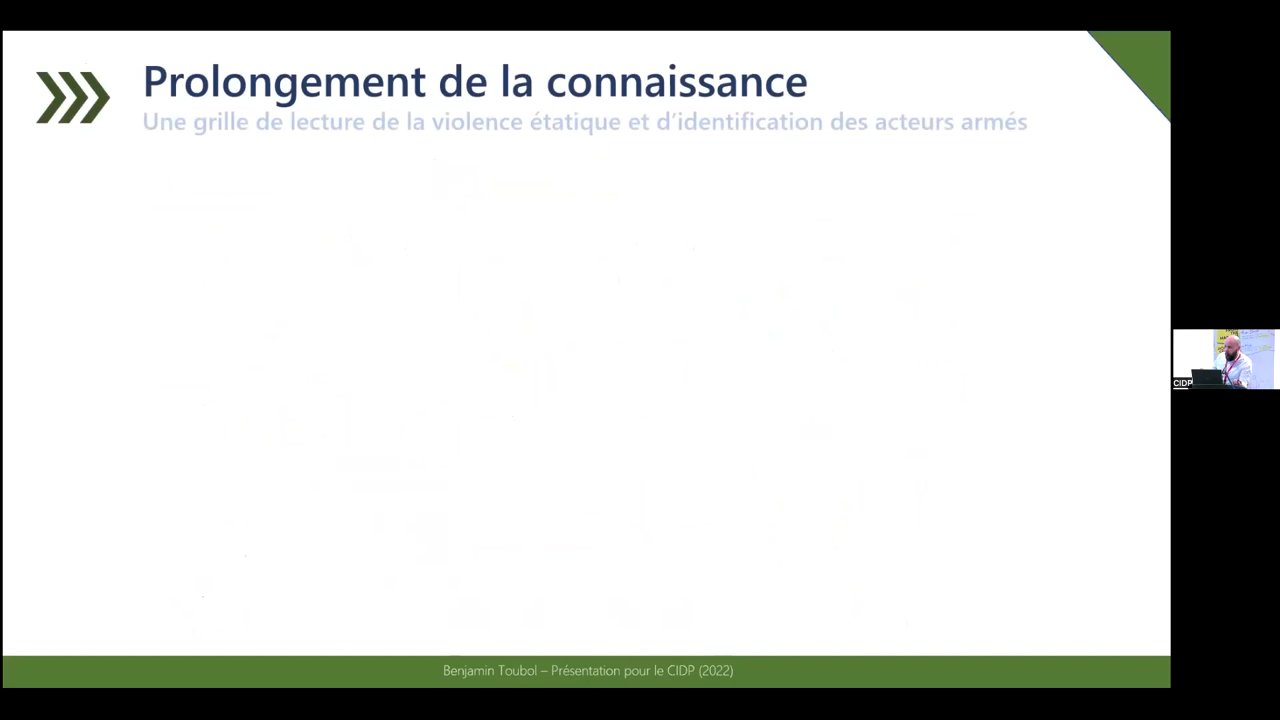 Prolongement de la connaissance
Une grille de lecture de la violence étatique et d'identification des acteurs armés
CIDP
Benjamin Toubol – Présentation pour le CIDP (2022)